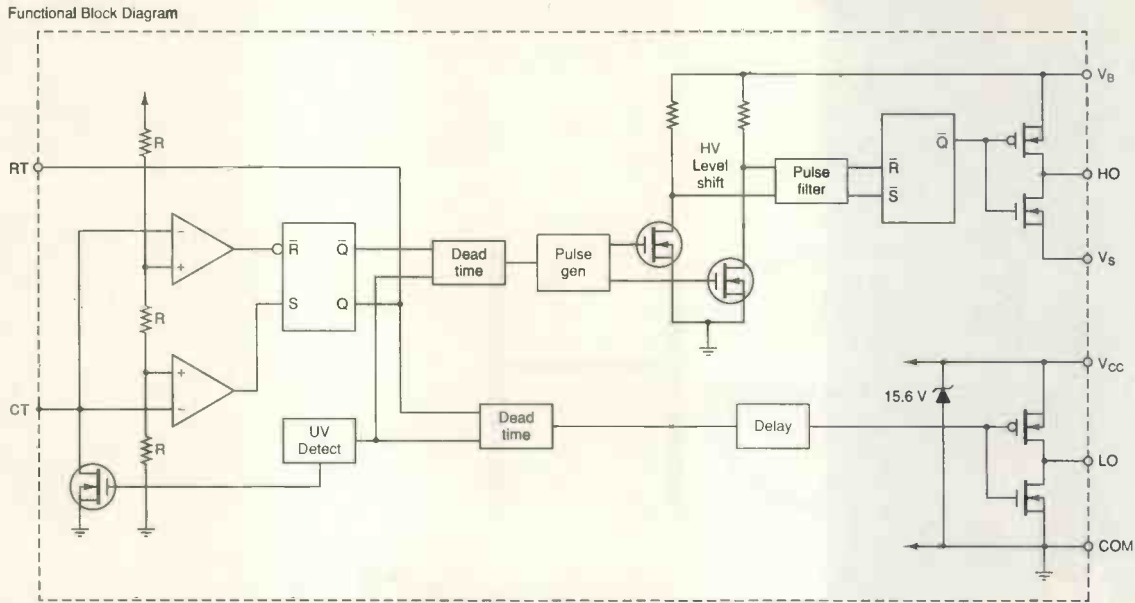 Functional Block Diagram
V_B
R
HV
Level
shift
Q̅
RT
Pulse
filter
R̅
HO
S̅
−
+
R̅
Q̅
Dead
time
Pulse
gen
V_S
S
Q
R
+
−
V_CC
15.6 V
CT
UV
Detect
Dead
time
Delay
R
LO
COM